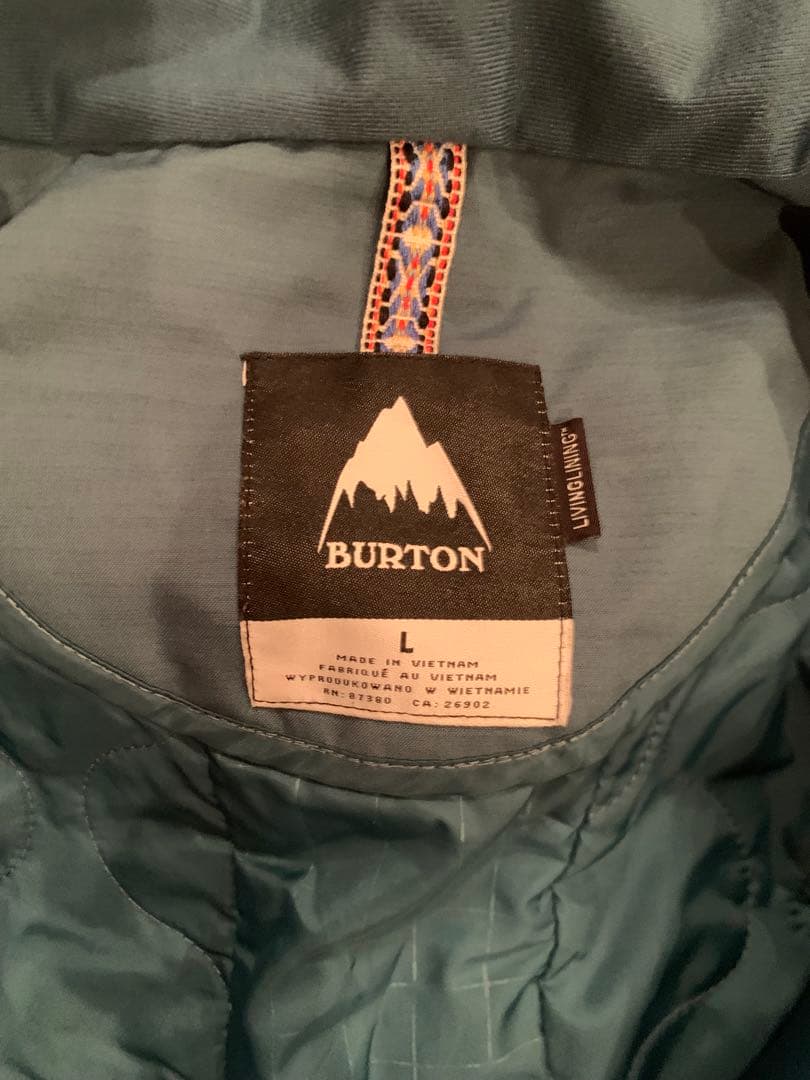 BURTON
LIVINGLINING™
L
MADE IN VIETNAM
FABRIQUÉ AU VIETNAM
WYPRODUKOWANO W WIETNAMIE
RN: 87380 CA: 26902